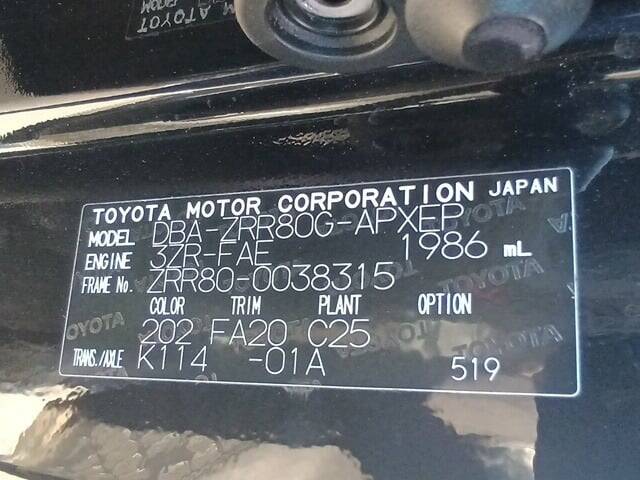 TOYOTA MOTOR CORPORATION JAPAN
MODEL DBA-ZRR80G-APXEP
ENGINE 3ZR-FAE 1986 mL
FRAME No. ZRR80-0038315
COLOR TRIM PLANT OPTION
202 FA20 C25
TRANS./AXLE K114 -01A 519